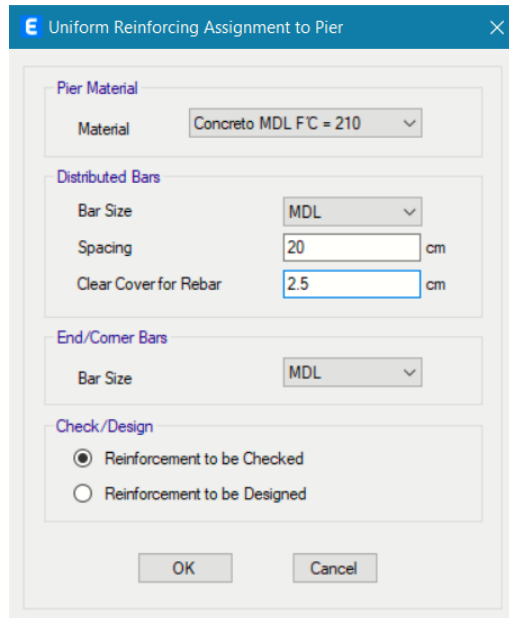 E Uniform Reinforcing Assignment to Pier
Pier Material
Material Concreto MDL F'C = 210
Distributed Bars
Bar Size MDL
Spacing 20 cm
Clear Cover for Rebar 2.5 cm
End/Corner Bars
Bar Size MDL
Check/Design
Reinforcement to be Checked
Reinforcement to be Designed
OK Cancel